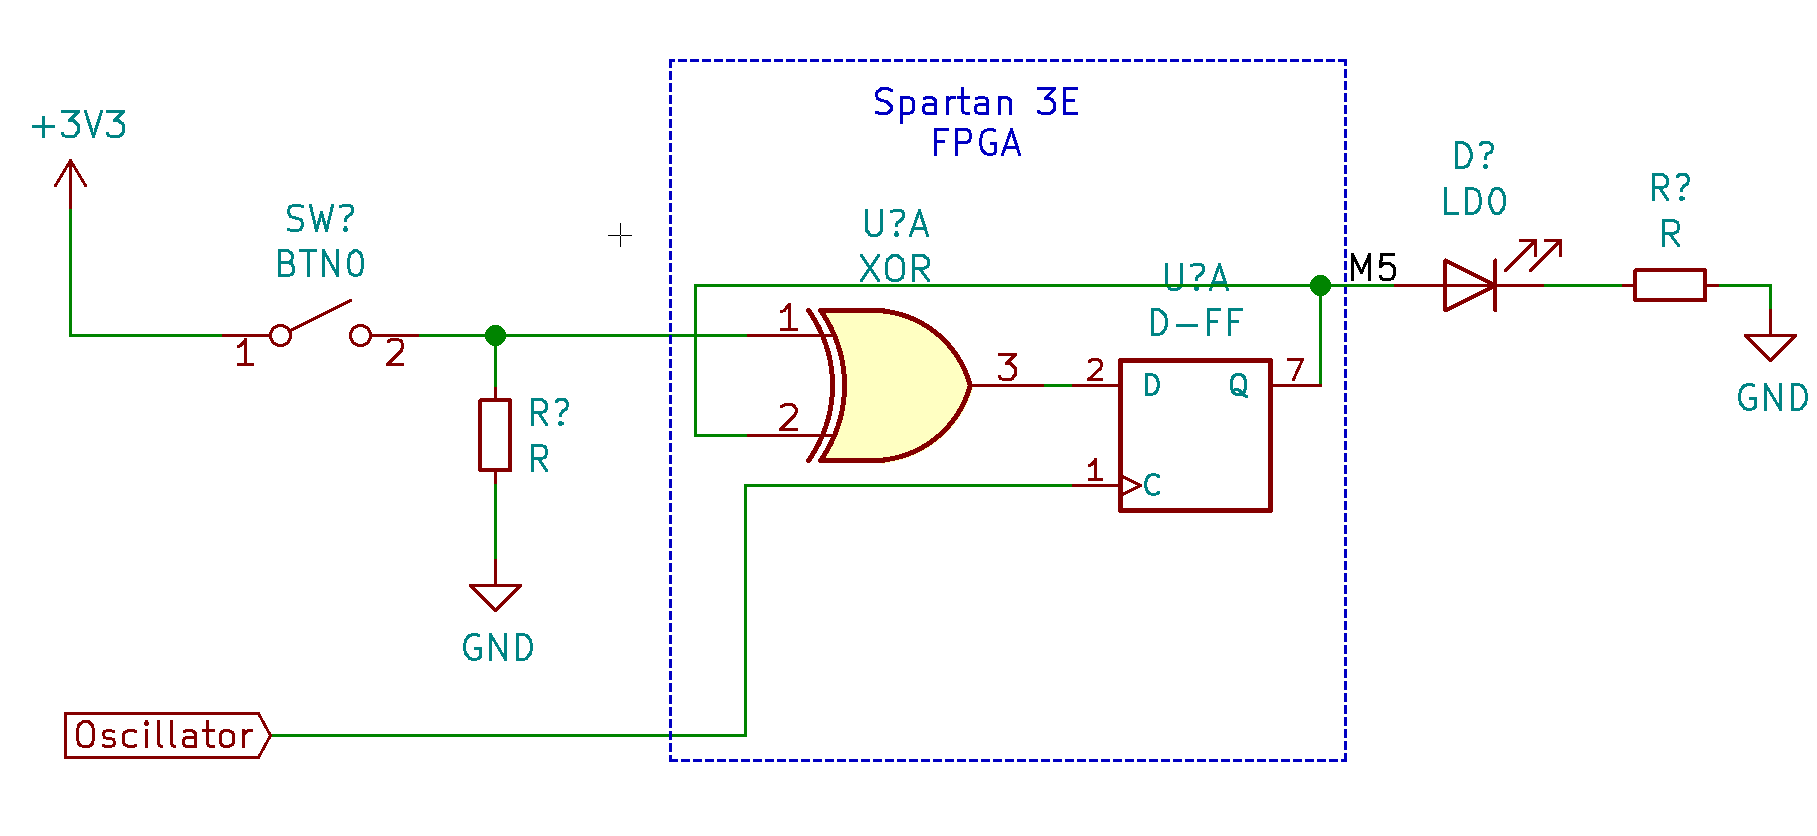 Spartan 3E
FPGA
+3V3
SW?
BTN0
1
2
R?
R
GND
Oscillator
U?A
XOR
1
2
3
U?A
D-FF
2
D
Q
7
1
C
M5
D?
LD0
R?
R
GND